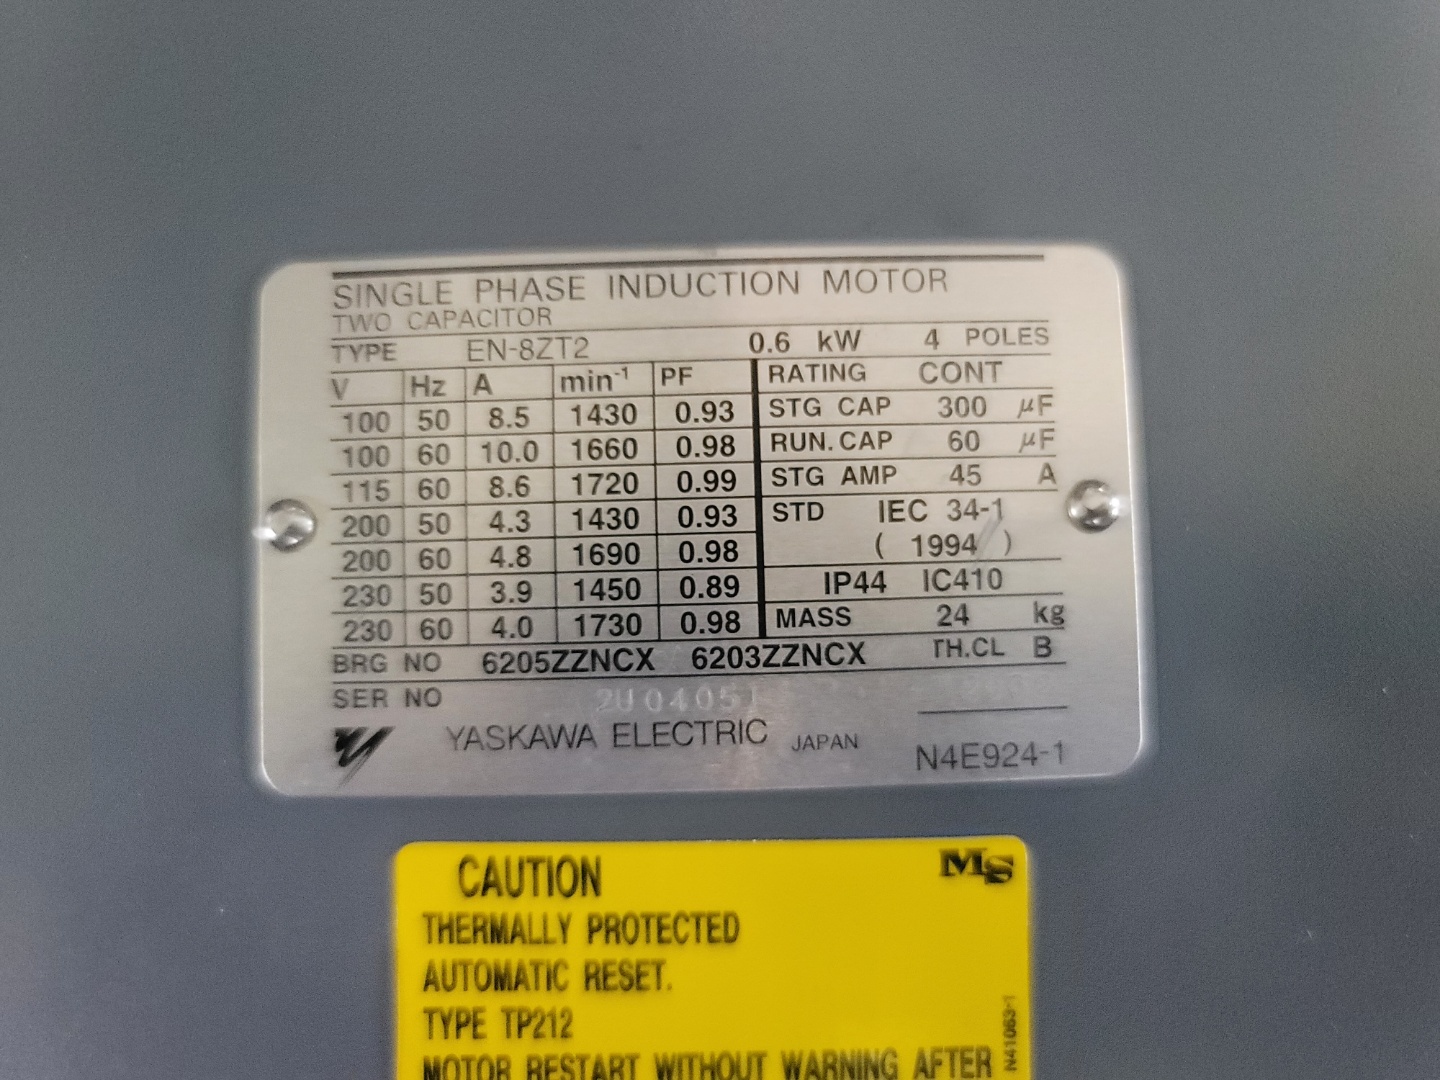 SINGLE PHASE INDUCTION MOTOR
TWO CAPACITOR
TYPE EN-8ZT2 0.6 kW 4 POLES
V Hz A min⁻¹ PF RATING CONT
100 50 8.5 1430 0.93 STG CAP 300 μF
100 60 10.0 1660 0.98 RUN. CAP 60 μF
115 60 8.6 1720 0.99 STG AMP 45 A
200 50 4.3 1430 0.93 STD IEC 34-1
200 60 4.8 1690 0.98 ( 1994 )
230 50 3.9 1450 0.89 IP44 IC410
230 60 4.0 1730 0.98 MASS 24 kg
BRG NO 6205ZZNCX 6203ZZNCX TH.CL B
SER NO
YASKAWA ELECTRIC JAPAN N4E924-1
CAUTION MS
THERMALLY PROTECTED
AUTOMATIC RESET.
TYPE TP212
MOTOR RESTART WITHOUT WARNING AFTER
N41063-1